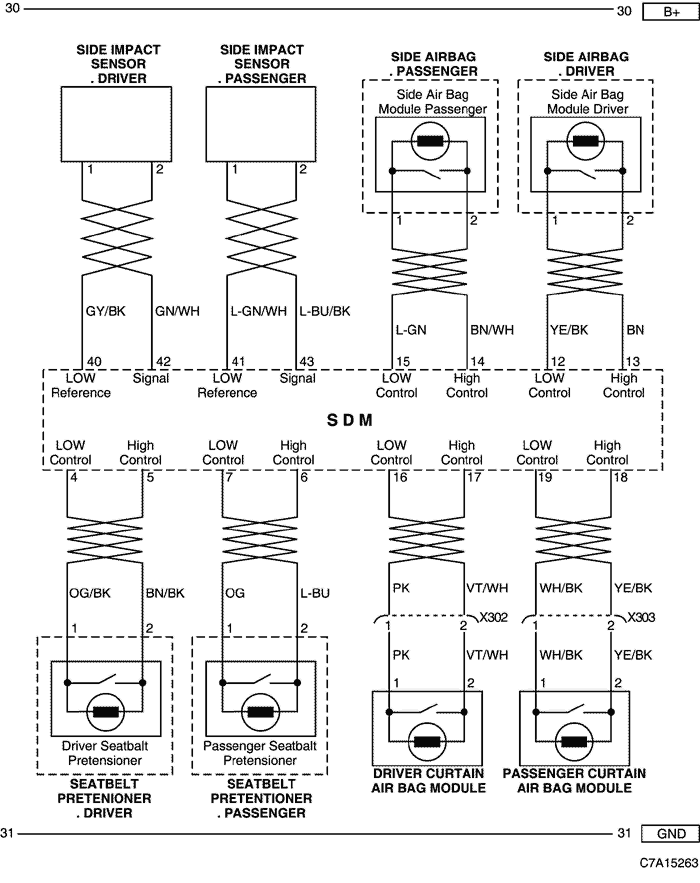 30 30 B+
SIDE IMPACT
SENSOR
. DRIVER
SIDE IMPACT
SENSOR
. PASSENGER
SIDE AIRBAG
. PASSENGER
SIDE AIRBAG
. DRIVER
Side Air Bag
Module Passenger
Side Air Bag
Module Driver
1 2 1 2
1 2 1 2
GY/BK GN/WH L-GN/WH L-BU/BK
L-GN BN/WH YE/BK BN
40 42 41 43 15 14 12 13
LOW
Reference
Signal
LOW
Reference
Signal
LOW
Control
High
Control
LOW
Control
High
Control
SDM
LOW
Control
High
Control
LOW
Control
High
Control
LOW
Control
High
Control
LOW
Control
High
Control
4 5 7 6 16 17 19 18
OG/BK BN/BK OG L-BU
PK VT/WH WH/BK YE/BK
1 2 X302 1 2 X303
1 2 1 2
PK VT/WH WH/BK YE/BK
1 2 1 2
Driver Seatbalt
Pretensioner
Passenger Seatbalt
Pretensioner
SEATBELT
PRETENIONER
. DRIVER
SEATBELT
PRETENTIONER
. PASSENGER
DRIVER CURTAIN
AIR BAG MODULE
PASSENGER CURTAIN
AIR BAG MODULE
31 31 GND
C7A15263